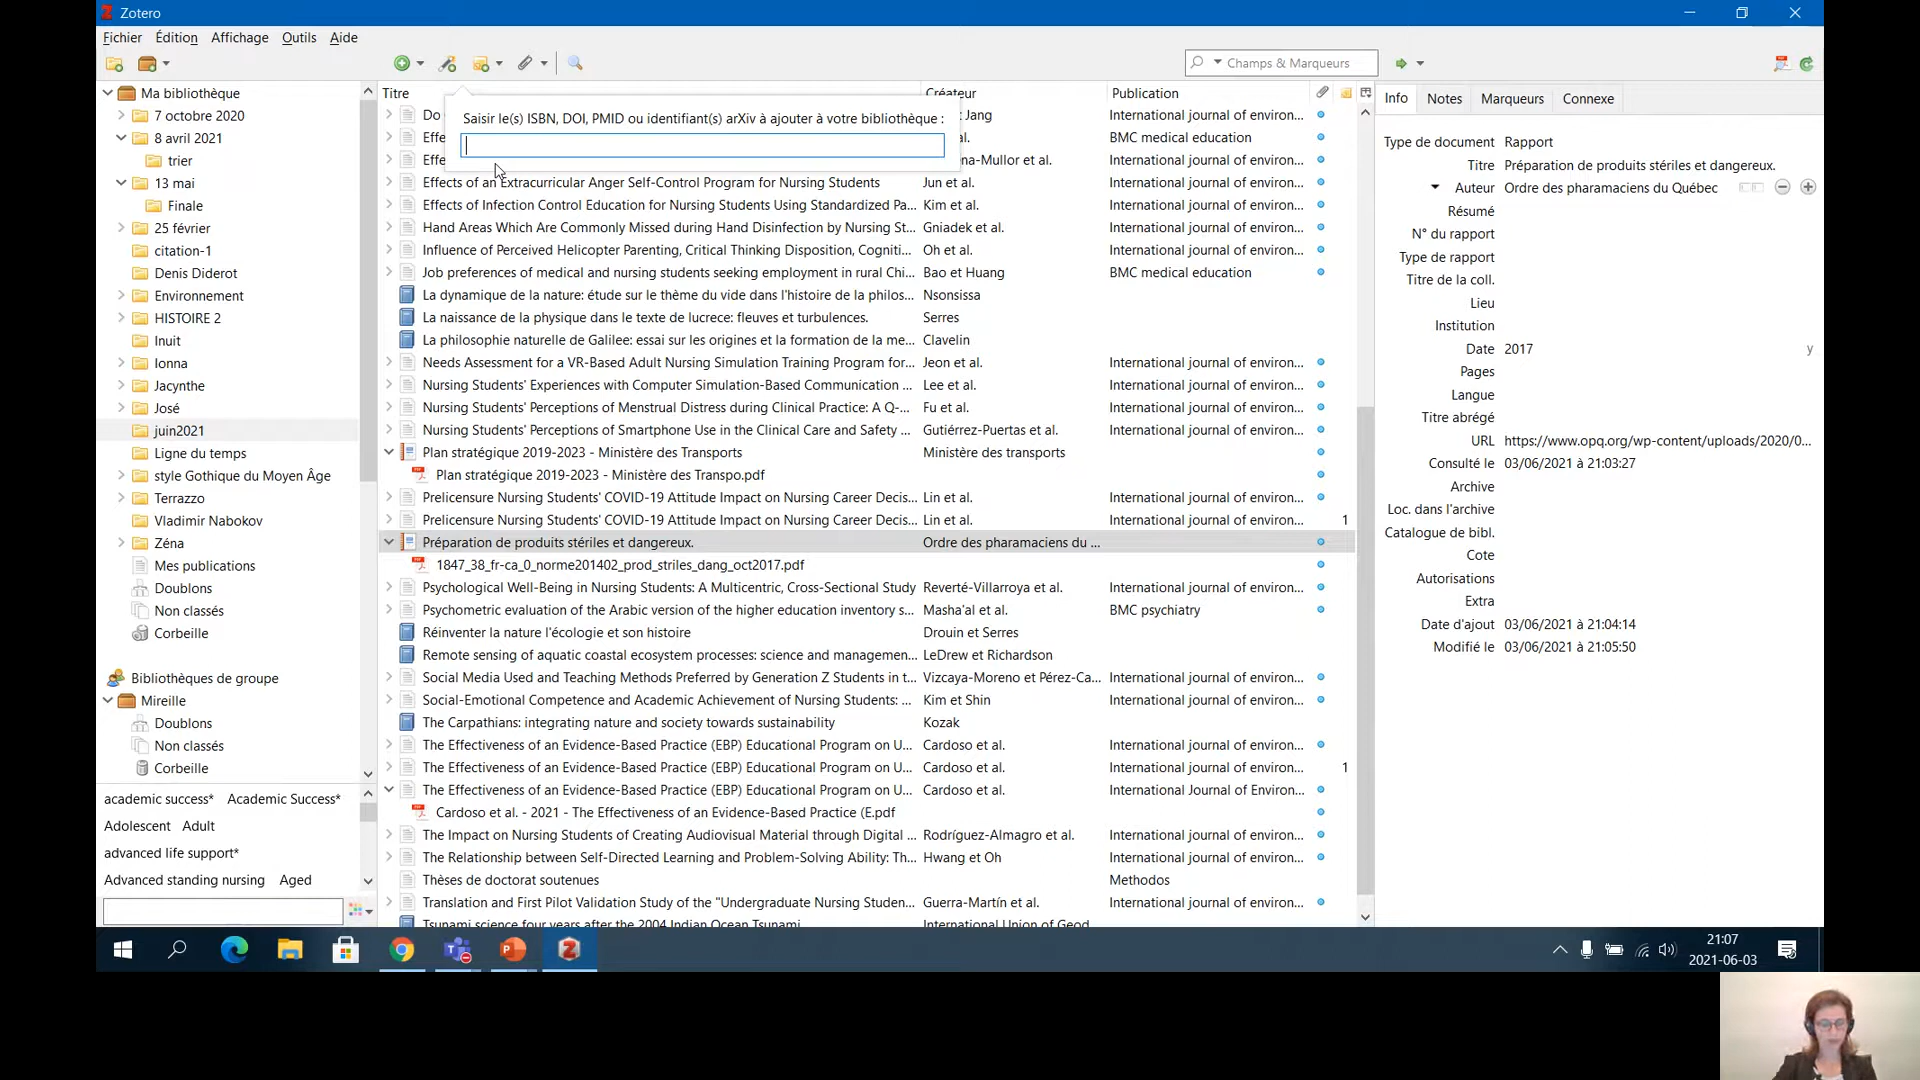 Zotero
Fichier Édition Affichage Outils Aide
Champs & Marqueurs
Ma bibliothèque
7 octobre 2020
8 avril 2021
trier
13 mai
Finale
25 février
citation-1
Denis Diderot
Environnement
HISTOIRE 2
Inuit
Ionna
Jacynthe
José
juin2021
Ligne du temps
style Gothique du Moyen Âge
Terrazzo
Vladimir Nabokov
Zéna
Mes publications
Doublons
Non classés
Corbeille
Bibliothèques de groupe
Mireille
Doublons
Non classés
Corbeille
academic success* Academic Success*
Adolescent Adult
advanced life support*
Advanced standing nursing Aged
Titre Créateur Publication
Saisir le(s) ISBN, DOI, PMID ou identifiant(s) arXiv à ajouter à votre bibliothèque :
Do Jang International journal of environ...
Effe al. BMC medical education
Effe na-Mullor et al. International journal of environ...
Effects of an Extracurricular Anger Self-Control Program for Nursing Students Jun et al. International journal of environ...
Effects of Infection Control Education for Nursing Students Using Standardized Pa... Kim et al. International journal of environ...
Hand Areas Which Are Commonly Missed during Hand Disinfection by Nursing St... Gniadek et al. International journal of environ...
Influence of Perceived Helicopter Parenting, Critical Thinking Disposition, Cogniti... Oh et al. International journal of environ...
Job preferences of medical and nursing students seeking employment in rural Chi... Bao et Huang BMC medical education
La dynamique de la nature: étude sur le thème du vide dans l'histoire de la philos... Nsonsissa
La naissance de la physique dans le texte de lucrece: fleuves et turbulences. Serres
La philosophie naturelle de Galilee: essai sur les origines et la formation de la me... Clavelin
Needs Assessment for a VR-Based Adult Nursing Simulation Training Program for... Jeon et al. International journal of environ...
Nursing Students' Experiences with Computer Simulation-Based Communication ... Lee et al. International journal of environ...
Nursing Students' Perceptions of Menstrual Distress during Clinical Practice: A Q-... Fu et al. International journal of environ...
Nursing Students' Perceptions of Smartphone Use in the Clinical Care and Safety ... Gutiérrez-Puertas et al. International journal of environ...
Plan stratégique 2019-2023 - Ministère des Transports Ministère des transports
Plan stratégique 2019-2023 - Ministère des Transpo.pdf
Prelicensure Nursing Students' COVID-19 Attitude Impact on Nursing Career Decis... Lin et al. International journal of environ...
Prelicensure Nursing Students' COVID-19 Attitude Impact on Nursing Career Decis... Lin et al. International journal of environ... 1
Préparation de produits stériles et dangereux. Ordre des pharamaciens du ...
1847_38_fr-ca_0_norme201402_prod_striles_dang_oct2017.pdf
Psychological Well-Being in Nursing Students: A Multicentric, Cross-Sectional Study Reverté-Villarroya et al. International journal of environ...
Psychometric evaluation of the Arabic version of the higher education inventory s... Masha'al et al. BMC psychiatry
Réinventer la nature l'écologie et son histoire Drouin et Serres
Remote sensing of aquatic coastal ecosystem processes: science and managemen... LeDrew et Richardson
Social Media Used and Teaching Methods Preferred by Generation Z Students in t... Vizcaya-Moreno et Pérez-Ca... International journal of environ...
Social-Emotional Competence and Academic Achievement of Nursing Students: ... Kim et Shin International journal of environ...
The Carpathians: integrating nature and society towards sustainability Kozak
The Effectiveness of an Evidence-Based Practice (EBP) Educational Program on U... Cardoso et al. International journal of environ...
The Effectiveness of an Evidence-Based Practice (EBP) Educational Program on U... Cardoso et al. International journal of environ... 1
The Effectiveness of an Evidence-Based Practice (EBP) Educational Program on U... Cardoso et al. International Journal of Environ...
Cardoso et al. - 2021 - The Effectiveness of an Evidence-Based Practice (E.pdf
The Impact on Nursing Students of Creating Audiovisual Material through Digital ... Rodríguez-Almagro et al. International journal of environ...
The Relationship between Self-Directed Learning and Problem-Solving Ability: Th... Hwang et Oh International journal of environ...
Thèses de doctorat soutenues Methodos
Translation and First Pilot Validation Study of the "Undergraduate Nursing Studen... Guerra-Martín et al. International journal of environ...
Tsunami science four years after the 2004 Indian Ocean Tsunami International Union of Geod
Info Notes Marqueurs Connexe
Type de document Rapport
Titre Préparation de produits stériles et dangereux.
Auteur Ordre des pharamaciens du Québec
Résumé
N° du rapport
Type de rapport
Titre de la coll.
Lieu
Institution
Date 2017 y
Pages
Langue
Titre abrégé
URL https://www.opq.org/wp-content/uploads/2020/0...
Consulté le 03/06/2021 à 21:03:27
Archive
Loc. dans l'archive
Catalogue de bibl.
Cote
Autorisations
Extra
Date d'ajout 03/06/2021 à 21:04:14
Modifié le 03/06/2021 à 21:05:50
21:07
2021-06-03